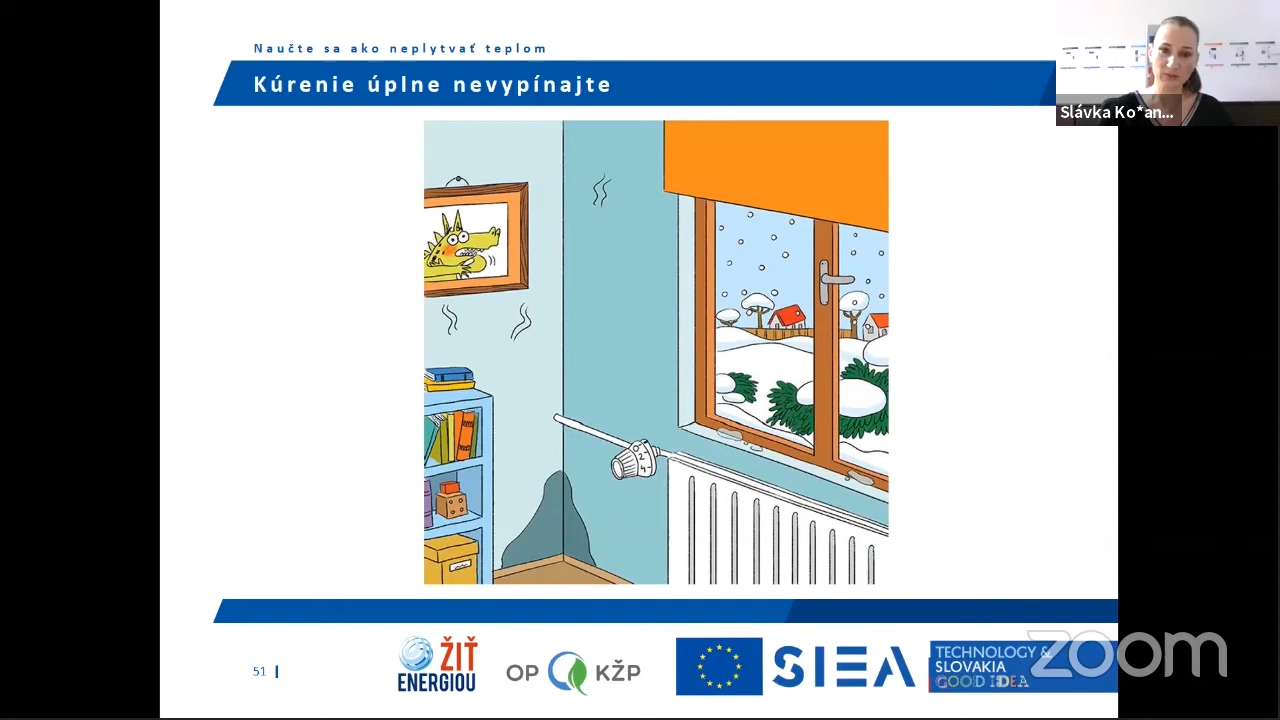 Naučte sa ako neplytvať teplom
Kúrenie úplne nevypínajte
Slávka Ko*an...
51
ŽIŤ
ENERGIOU
OP KŽP
SIEA
TECHNOLOGY &
SLOVAKIA
GOOD IDEA
zoom